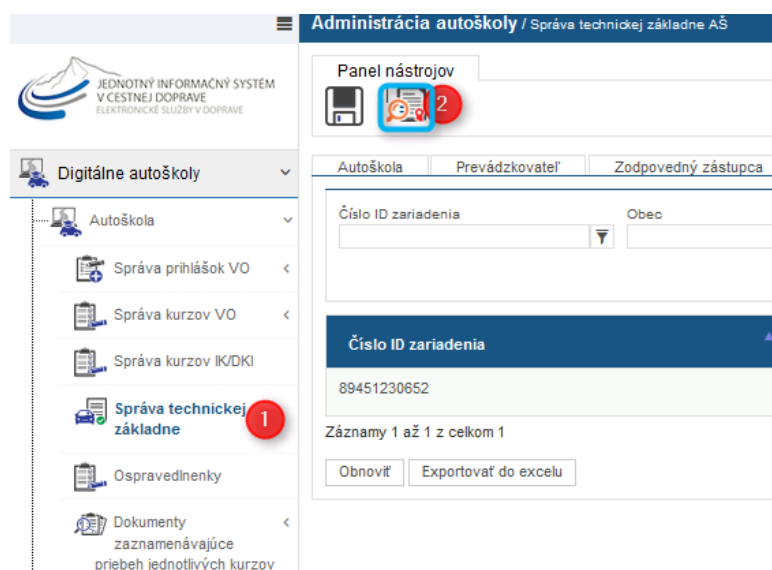 Administrácia autoškoly / Správa technickej základne AŠ
JEDNOTNÝ INFORMAČNÝ SYSTÉM
V CESTNEJ DOPRAVE
ELEKTRONICKÉ SLUŽBY V DOPRAVE
Panel nástrojov
2
Digitálne autoškoly
Autoškola
Správa prihlášok VO
Správa kurzov VO
Správa kurzov IK/DKI
Správa technickej
základne
1
Ospravedlnenky
Dokumenty
zaznamenávajúce
priebeh jednotlivých kurzov
Autoškola Prevádzkovateľ Zodpovedný zástupca
Číslo ID zariadenia Obec
Číslo ID zariadenia
89451230652
Záznamy 1 až 1 z celkom 1
Obnoviť Exportovať do excelu